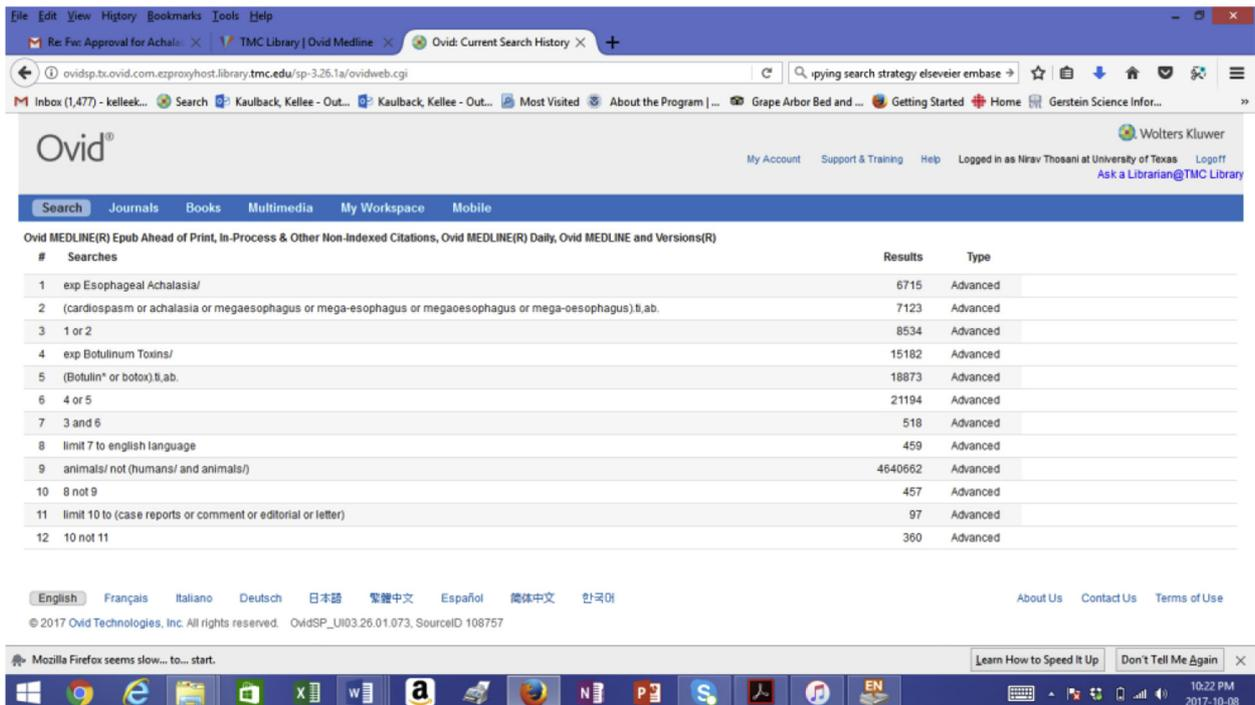 File Edit View History Bookmarks Tools Help
Re: Fw: Approval for Achalas TMC Library | Ovid Medline Ovid: Current Search History
ovidsp.tx.ovid.com.ezproxyhost.library.tmc.edu/sp-3.26.1a/ovidweb.cgi ipying search strategy elseveier embase
Inbox (1,477) - kelleek... Search Kaulback, Kellee - Out... Kaulback, Kellee - Out... Most Visited About the Program | ... Grape Arbor Bed and ... Getting Started Home Gerstein Science Infor... »
Ovid®
Wolters Kluwer
My Account Support & Training Help Logged in as Nirav Thosani at University of Texas Logoff
Ask a Librarian@TMC Library
Search Journals Books Multimedia My Workspace Mobile
Ovid MEDLINE(R) Epub Ahead of Print, In-Process & Other Non-Indexed Citations, Ovid MEDLINE(R) Daily, Ovid MEDLINE and Versions(R)
# Searches Results Type
1 exp Esophageal Achalasia/ 6715 Advanced
2 (cardiospasm or achalasia or megaesophagus or mega-esophagus or megaoesophagus or mega-oesophagus).ti,ab. 7123 Advanced
3 1 or 2 8534 Advanced
4 exp Botulinum Toxins/ 15182 Advanced
5 (Botulin* or botox).ti,ab. 18873 Advanced
6 4 or 5 21194 Advanced
7 3 and 6 518 Advanced
8 limit 7 to english language 459 Advanced
9 animals/ not (humans/ and animals/) 4640662 Advanced
10 8 not 9 457 Advanced
11 limit 10 to (case reports or comment or editorial or letter) 97 Advanced
12 10 not 11 360 Advanced
English Français Italiano Deutsch 日本語 繁體中文 Español 简体中文 한국어 About Us Contact Us Terms of Use
© 2017 Ovid Technologies, Inc. All rights reserved. OvidSP_UI03.26.01.073, SourceID 108757
Mozilla Firefox seems slow... to... start. Learn How to Speed It Up Don't Tell Me Again
EN
10:22 PM
2017-10-08